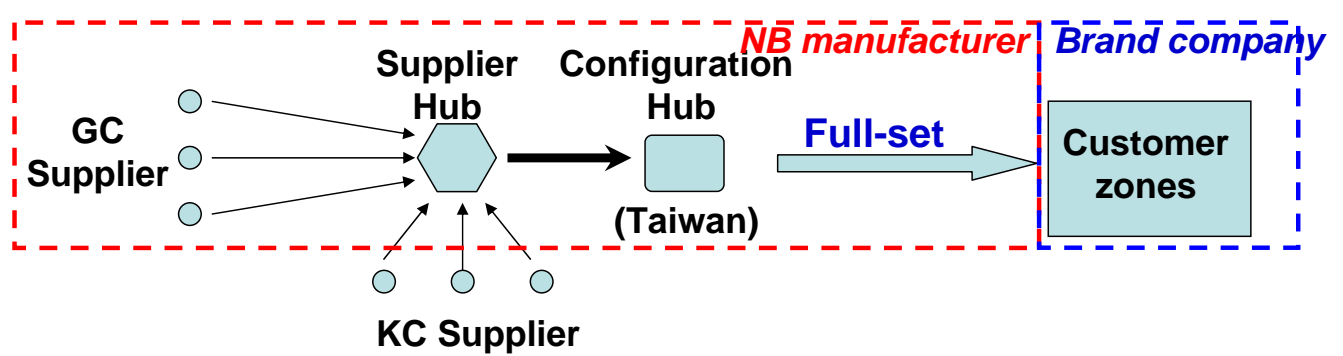 NB manufacturer
Brand company
Supplier
Hub
Configuration
Hub
GC
Supplier
Full-set
Customer
zones
(Taiwan)
KC Supplier